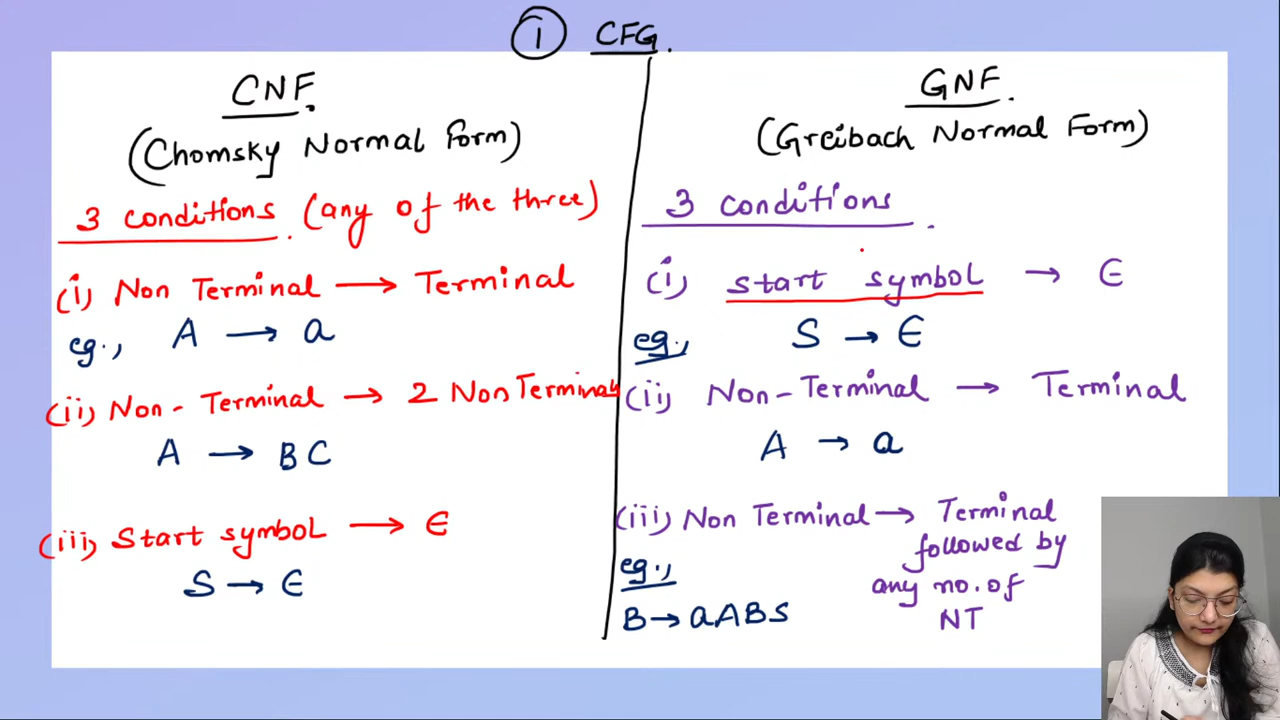 ① CFG.
CNF.
(Chomsky Normal Form)
3 conditions. (any of the three)
(i) Non Terminal → Terminal
eg., A → a
(ii) Non-Terminal → 2 Non Terminals
A → BC
(iii) Start symbol → ∈
S → ∈
GNF.
(Greibach Normal Form)
3 conditions.
(i) start symbol → ∈
eg., S → ∈
(ii) Non-Terminal → Terminal
A → a
(iii) Non Terminal → Terminal
followed by
any no. of
NT
eg.,
B → aABS